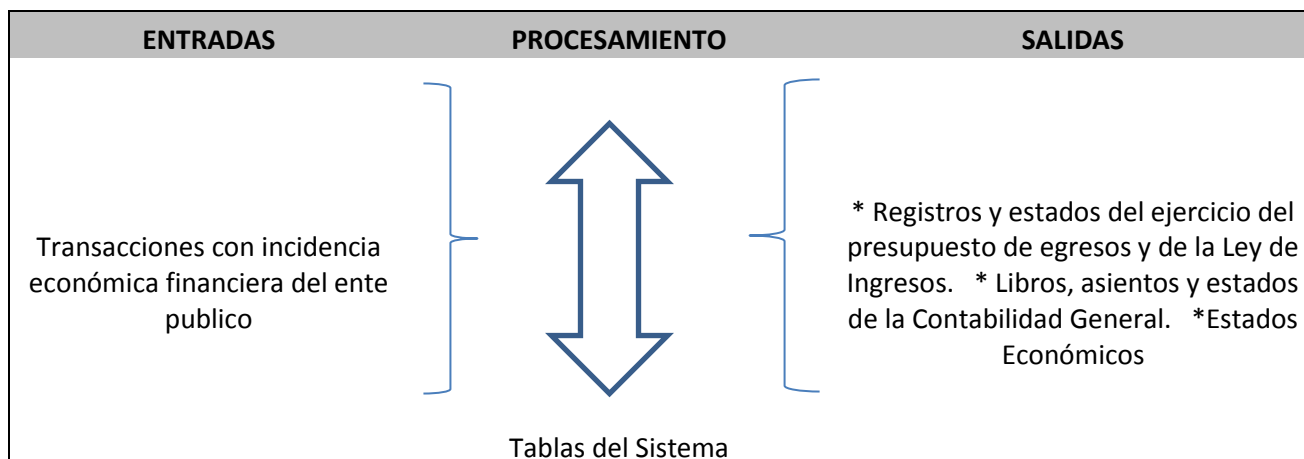 ENTRADAS PROCESAMIENTO SALIDAS
Transacciones con incidencia
económica financiera del ente
publico
* Registros y estados del ejercicio del
presupuesto de egresos y de la Ley de
Ingresos. * Libros, asientos y estados
de la Contabilidad General. *Estados
Económicos
Tablas del Sistema